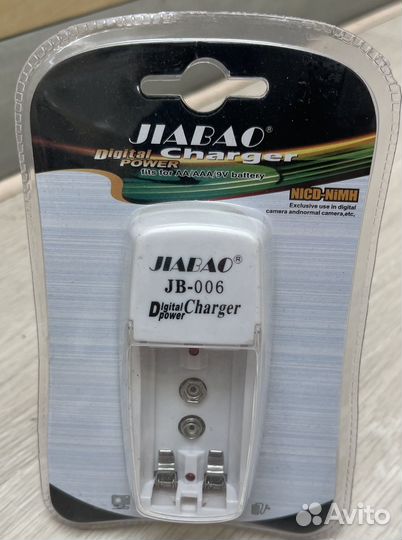 JIABAO®
Digital POWER Charger
fits for AA/AAA/9V battery
NICD-NIMH
Exclusive use in digital
camera andnormal camera,etc,
JIABAO®
JB-006
Digital power Charger
Avito